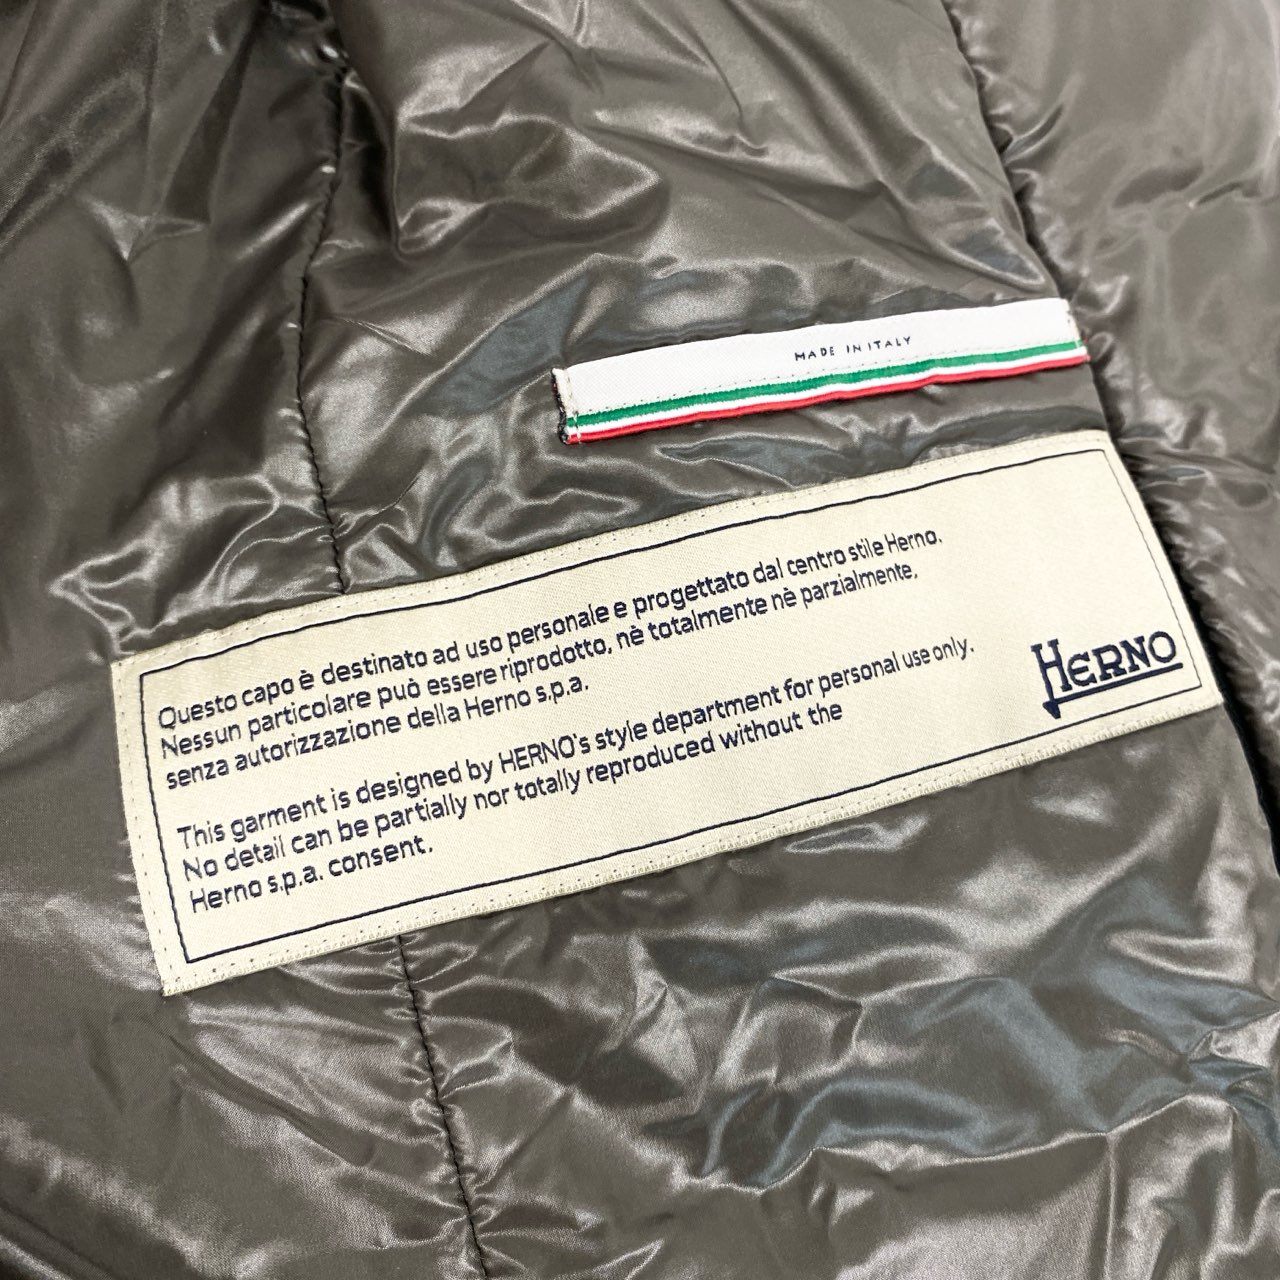 MADE IN ITALY
Questo capo è destinato ad uso personale e progettato dal centro stile Herno.
Nessun particolare può essere riprodotto, nè totalmente nè parzialmente,
senza autorizzazione della Herno s.p.a.
This garment is designed by HERNO's style department for personal use only.
No detail can be partially nor totally reproduced without the
Herno s.p.a. consent.
HERNO